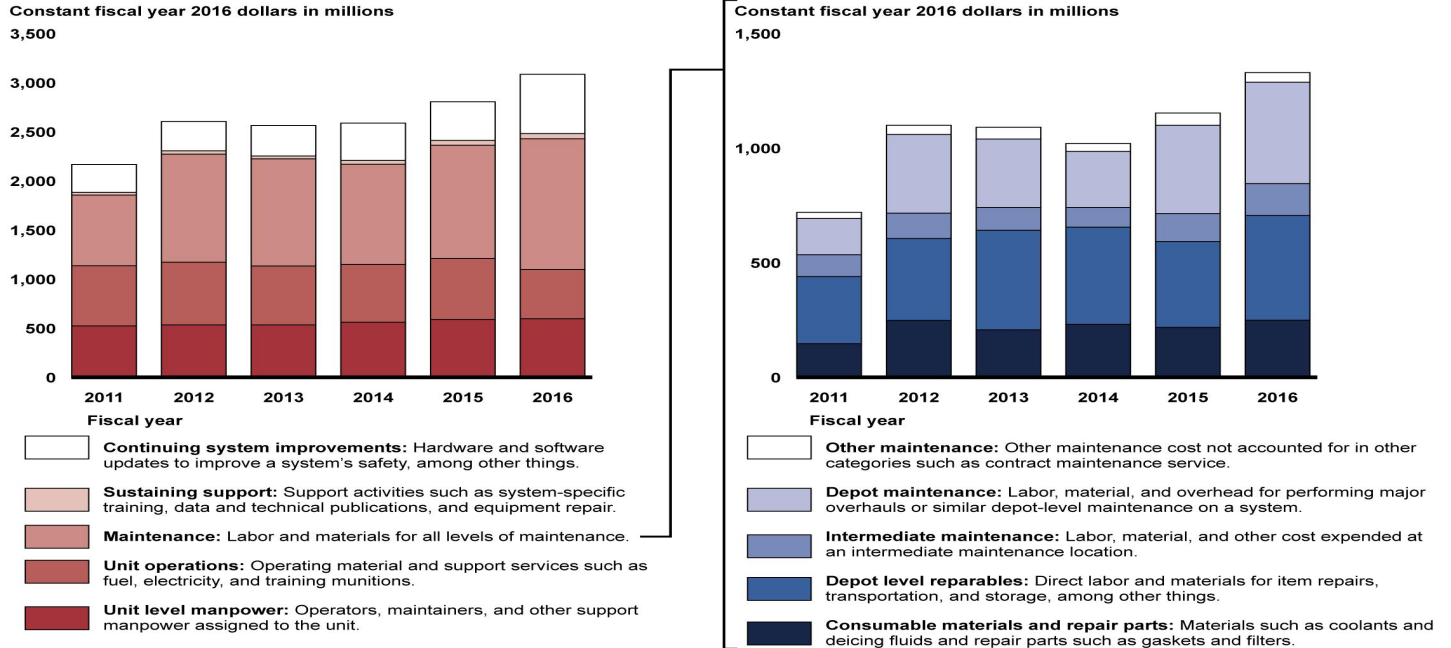 Constant fiscal year 2016 dollars in millions
3,500
3,000
2,500
2,000
1,500
1,000
500
0
2011 2012 2013 2014 2015 2016
Fiscal year
Continuing system improvements: Hardware and software
updates to improve a system's safety, among other things.
Sustaining support: Support activities such as system-specific
training, data and technical publications, and equipment repair.
Maintenance: Labor and materials for all levels of maintenance.
Unit operations: Operating material and support services such as
fuel, electricity, and training munitions.
Unit level manpower: Operators, maintainers, and other support
manpower assigned to the unit.
Constant fiscal year 2016 dollars in millions
1,500
1,000
500
0
2011 2012 2013 2014 2015 2016
Fiscal year
Other maintenance: Other maintenance cost not accounted for in other
categories such as contract maintenance service.
Depot maintenance: Labor, material, and overhead for performing major
overhauls or similar depot-level maintenance on a system.
Intermediate maintenance: Labor, material, and other cost expended at
an intermediate maintenance location.
Depot level reparables: Direct labor and materials for item repairs,
transportation, and storage, among other things.
Consumable materials and repair parts: Materials such as coolants and
deicing fluids and repair parts such as gaskets and filters.